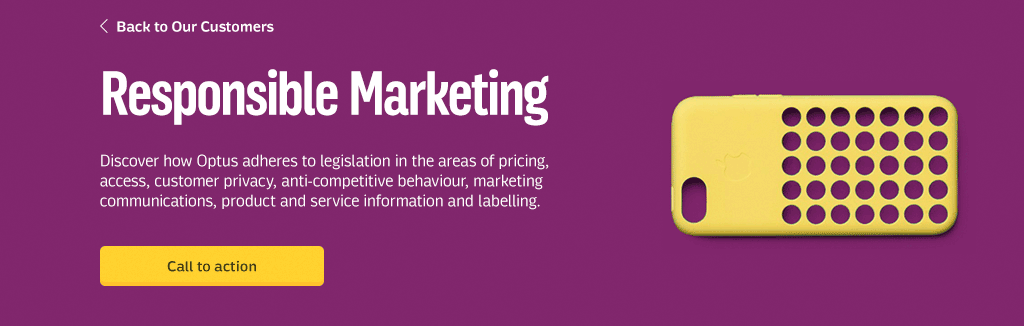 Back to Our Customers
Responsible Marketing
Discover how Optus adheres to legislation in the areas of pricing,
access, customer privacy, anti-competitive behaviour, marketing
communications, product and service information and labelling.
Call to action